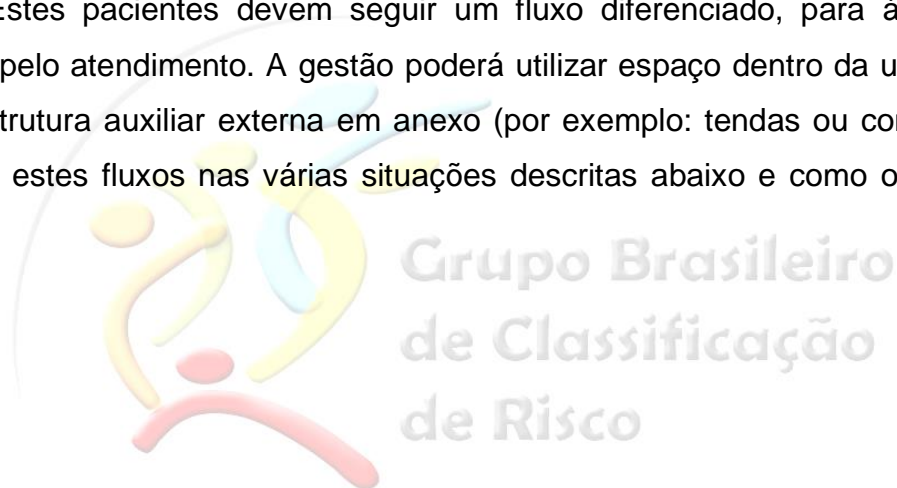 Estes pacientes devem seguir um fluxo diferenciado, para á
pelo atendimento. A gestão poderá utilizar espaço dentro da u
trutura auxiliar externa em anexo (por exemplo: tendas ou co
estes fluxos nas várias situações descritas abaixo e como o
Grupo Brasileiro
de Classificação
de Risco